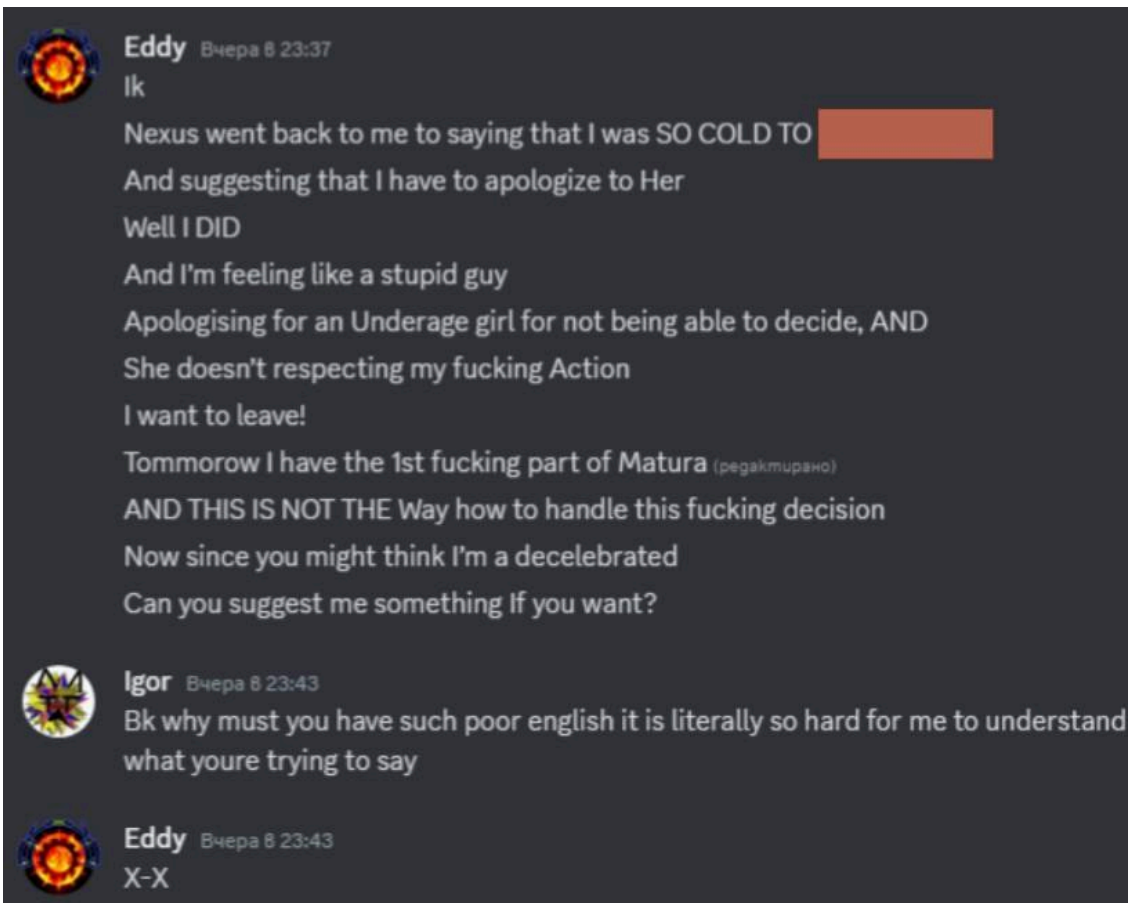 Eddy Вчера в 23:37
Ik
Nexus went back to me to saying that I was SO COLD TO
And suggesting that I have to apologize to Her
Well I DID
And I'm feeling like a stupid guy
Apologising for an Underage girl for not being able to decide, AND
She doesn't respecting my fucking Action
I want to leave!
Tommorow I have the 1st fucking part of Matura (редактирано)
AND THIS IS NOT THE Way how to handle this fucking decision
Now since you might think I'm a decelebrated
Can you suggest me something If you want?
Igor Вчера в 23:43
Bk why must you have such poor english it is literally so hard for me to understand
what youre trying to say
Eddy Вчера в 23:43
X-X